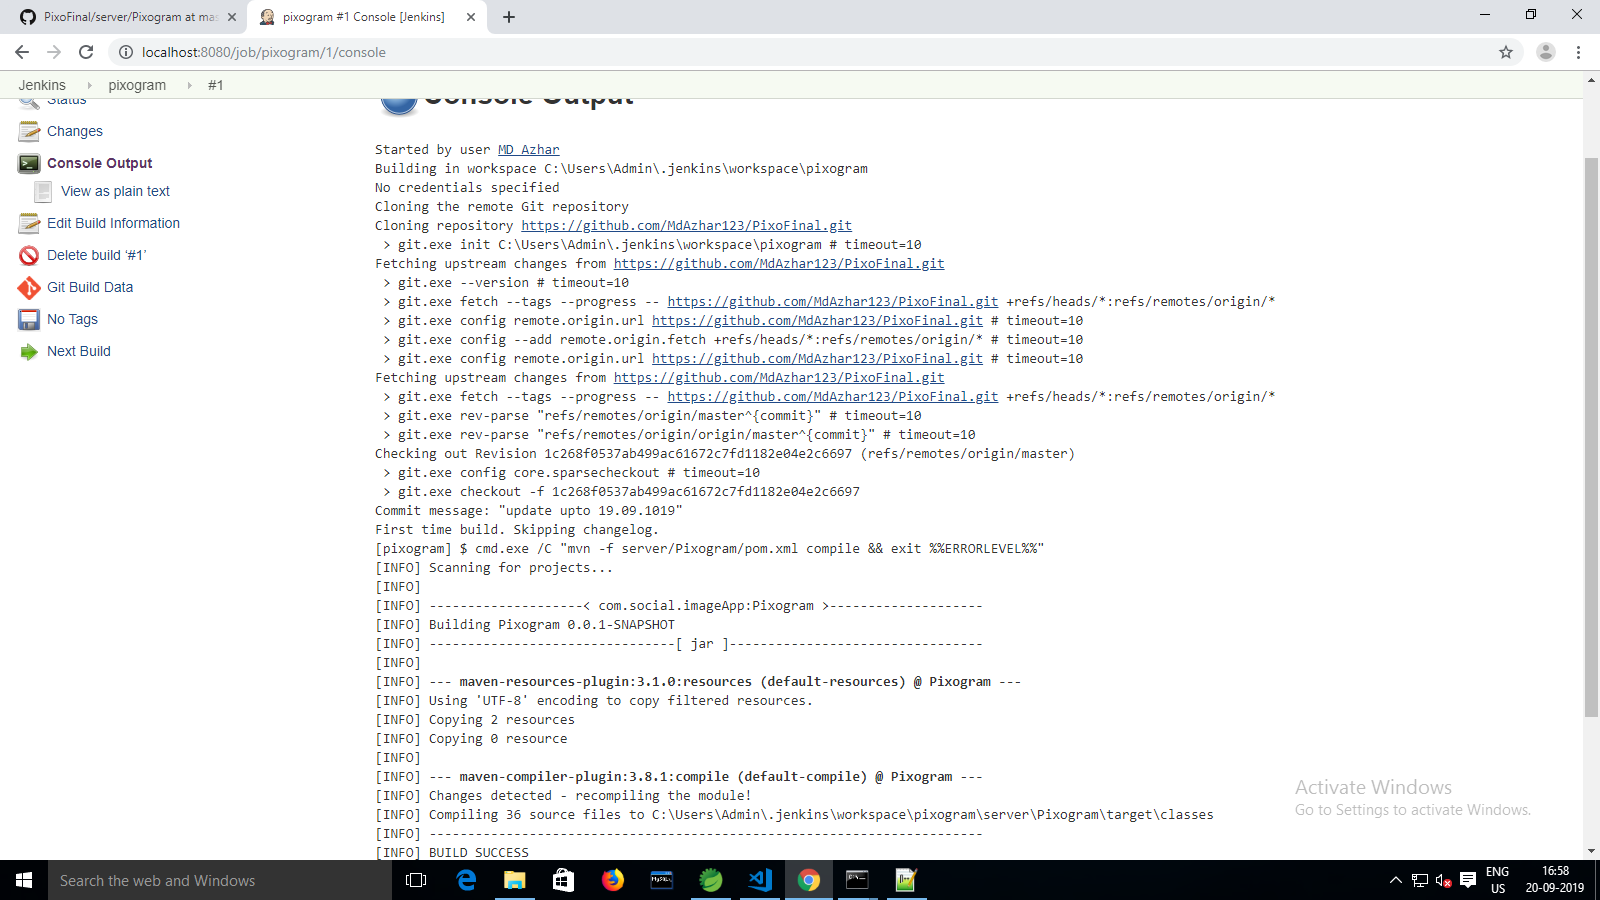 PixoFinal/server/Pixogram at mas
pixogram #1 Console [Jenkins]
localhost:8080/job/pixogram/1/console
Jenkins pixogram #1
Status
Changes
Console Output
View as plain text
Edit Build Information
Delete build ‘#1’
Git Build Data
No Tags
Next Build
Console Output
Started by user MD Azhar
Building in workspace C:\Users\Admin\.jenkins\workspace\pixogram
No credentials specified
Cloning the remote Git repository
Cloning repository https://github.com/MdAzhar123/PixoFinal.git
> git.exe init C:\Users\Admin\.jenkins\workspace\pixogram # timeout=10
Fetching upstream changes from https://github.com/MdAzhar123/PixoFinal.git
> git.exe --version # timeout=10
> git.exe fetch --tags --progress -- https://github.com/MdAzhar123/PixoFinal.git +refs/heads/*:refs/remotes/origin/*
> git.exe config remote.origin.url https://github.com/MdAzhar123/PixoFinal.git # timeout=10
> git.exe config --add remote.origin.fetch +refs/heads/*:refs/remotes/origin/* # timeout=10
> git.exe config remote.origin.url https://github.com/MdAzhar123/PixoFinal.git # timeout=10
Fetching upstream changes from https://github.com/MdAzhar123/PixoFinal.git
> git.exe fetch --tags --progress -- https://github.com/MdAzhar123/PixoFinal.git +refs/heads/*:refs/remotes/origin/*
> git.exe rev-parse "refs/remotes/origin/master^{commit}" # timeout=10
> git.exe rev-parse "refs/remotes/origin/origin/master^{commit}" # timeout=10
Checking out Revision 1c268f0537ab499ac61672c7fd1182e04e2c6697 (refs/remotes/origin/master)
> git.exe config core.sparsecheckout # timeout=10
> git.exe checkout -f 1c268f0537ab499ac61672c7fd1182e04e2c6697
Commit message: "update upto 19.09.1019"
First time build. Skipping changelog.
[pixogram] $ cmd.exe /C "mvn -f server/Pixogram/pom.xml compile && exit %%ERRORLEVEL%%"
[INFO] Scanning for projects...
[INFO]
[INFO] --------------------< com.social.imageApp:Pixogram >--------------------
[INFO] Building Pixogram 0.0.1-SNAPSHOT
[INFO] --------------------------------[ jar ]---------------------------------
[INFO]
[INFO] --- maven-resources-plugin:3.1.0:resources (default-resources) @ Pixogram ---
[INFO] Using 'UTF-8' encoding to copy filtered resources.
[INFO] Copying 2 resources
[INFO] Copying 0 resource
[INFO]
[INFO] --- maven-compiler-plugin:3.8.1:compile (default-compile) @ Pixogram ---
[INFO] Changes detected - recompiling the module!
[INFO] Compiling 36 source files to C:\Users\Admin\.jenkins\workspace\pixogram\server\Pixogram\target\classes
[INFO] ------------------------------------------------------------------------
[INFO] BUILD SUCCESS
Activate Windows
Go to Settings to activate Windows.
Search the web and Windows
MySQL
ENG
US
16:58
20-09-2019